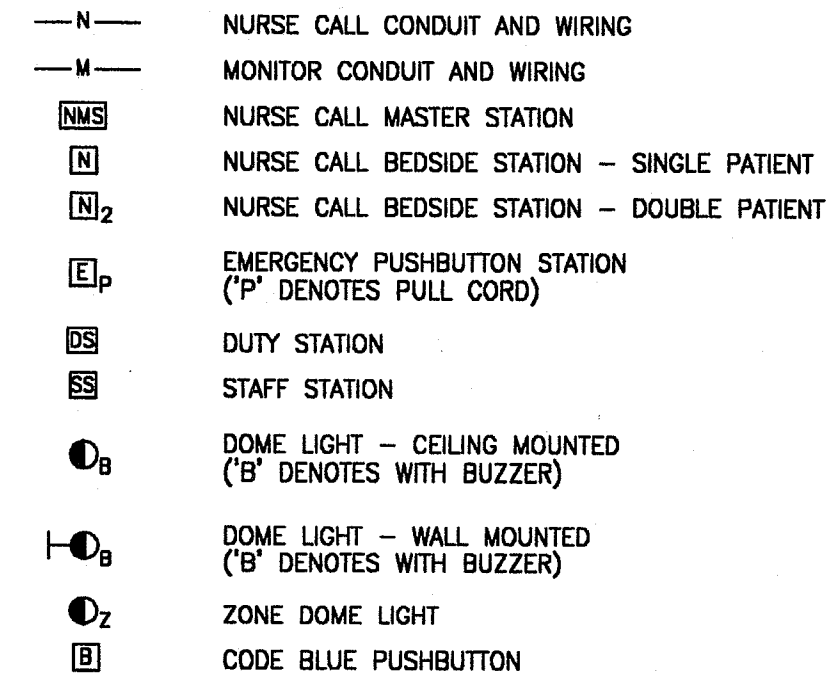 N NURSE CALL CONDUIT AND WIRING
M MONITOR CONDUIT AND WIRING
NMS NURSE CALL MASTER STATION
N NURSE CALL BEDSIDE STATION – SINGLE PATIENT
N2 NURSE CALL BEDSIDE STATION – DOUBLE PATIENT
EP EMERGENCY PUSHBUTTON STATION
('P' DENOTES PULL CORD)
DS DUTY STATION
SS STAFF STATION
B DOME LIGHT – CEILING MOUNTED
('B' DENOTES WITH BUZZER)
B DOME LIGHT – WALL MOUNTED
('B' DENOTES WITH BUZZER)
Z ZONE DOME LIGHT
B CODE BLUE PUSHBUTTON